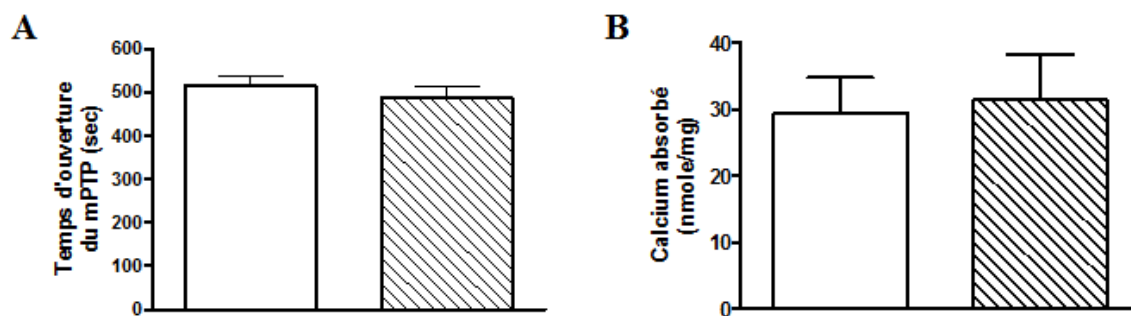 A
Temps d'ouverture
du mPTP (sec)
600
500
400
300
200
100
0
B
Calcium absorbé
(nmole/mg)
40
30
20
10
0